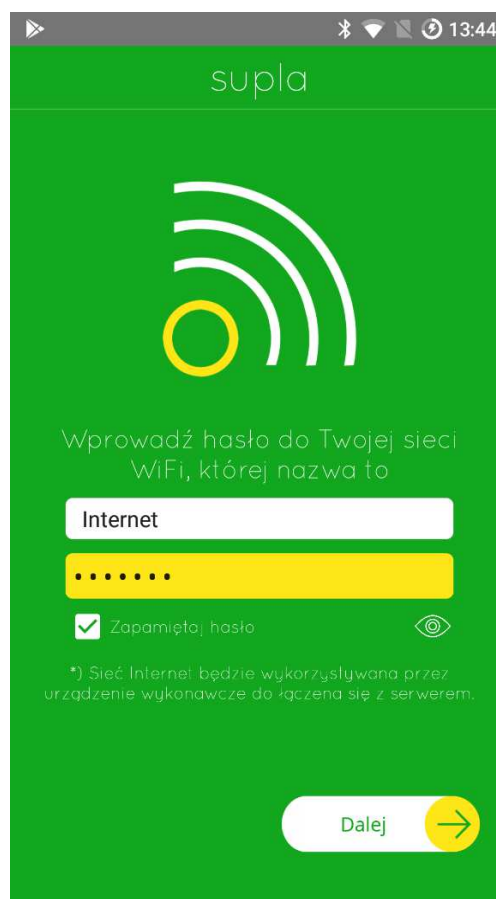 13:44
supla
Wprowadź hasło do Twojej sieci
WiFi, której nazwa to
Internet
•••••••
Zapamiętaj hasło
*) Sieć Internet będzie wykorzystywana przez
urządzenie wykonawcze do łączena się z serwerem.
Dalej